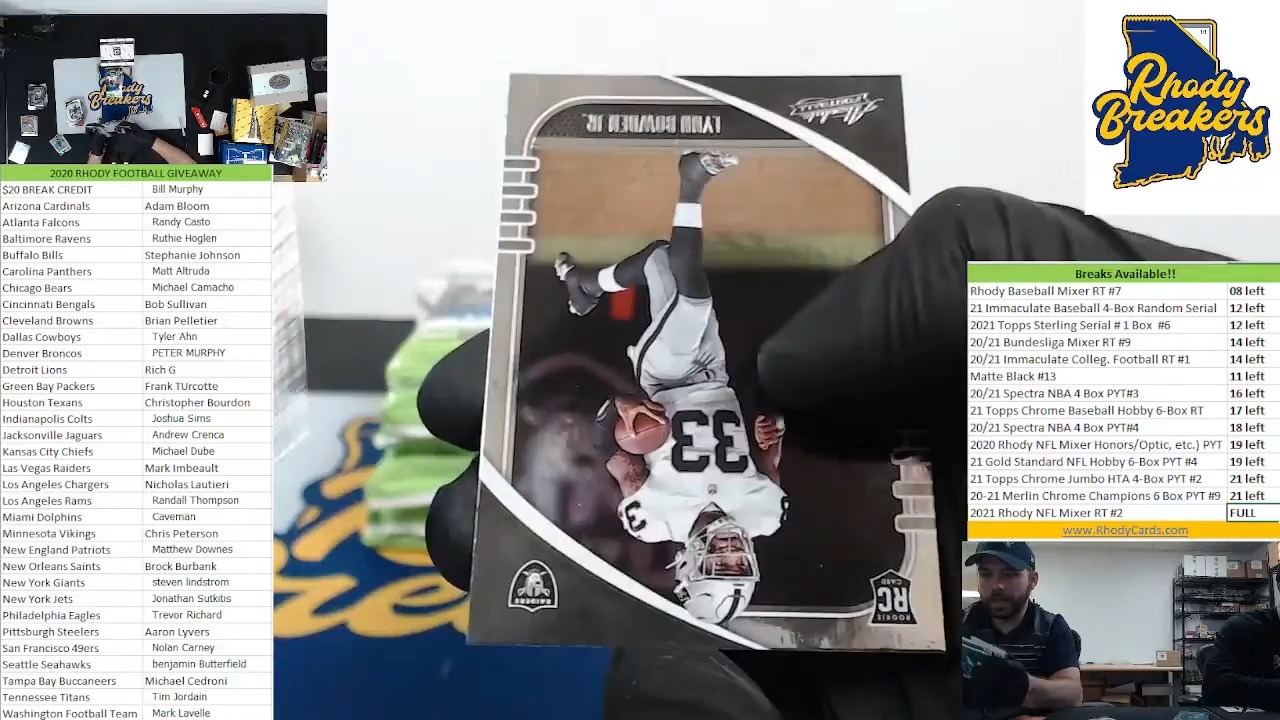 2020 RHODY FOOTBALL GIVEAWAY
$20 BREAK CREDIT Bill Murphy
Arizona Cardinals Adam Bloom
Atlanta Falcons Randy Casto
Baltimore Ravens Ruthie Hoglen
Buffalo Bills Stephanie Johnson
Carolina Panthers Matt Altruda
Chicago Bears Michael Camacho
Cincinnati Bengals Bob Sullivan
Cleveland Browns Brian Pelletier
Dallas Cowboys Tyler Ahn
Denver Broncos PETER MURPHY
Detroit Lions Rich G
Green Bay Packers Frank TUrcotte
Houston Texans Christopher Bourdon
Indianapolis Colts Joshua Sims
Jacksonville Jaguars Andrew Crenca
Kansas City Chiefs Michael Dube
Las Vegas Raiders Mark Imbeault
Los Angeles Chargers Nicholas Lautieri
Los Angeles Rams Randall Thompson
Miami Dolphins Caveman
Minnesota Vikings Chris Peterson
New England Patriots Matthew Downes
New Orleans Saints Brock Burbank
New York Giants steven lindstrom
New York Jets Jonathan Sutkitis
Philadelphia Eagles Trevor Richard
Pittsburgh Steelers Aaron Lyvers
San Francisco 49ers Nolan Carney
Seattle Seahawks benjamin Butterfield
Tampa Bay Buccaneers Michael Cedroni
Tennessee Titans Tim Jordain
Washington Football Team Mark Lavelle
Absolute
FOOTBALL
LYNN BOWDEN JR.
33
3
RAIDERS
RC
ROOKIE
CARD
Rhody
Breakers
Rhody
Breakers
Breaks Available!!
Rhody Baseball Mixer RT #7 08 left
21 Immaculate Baseball 4-Box Random Serial 12 left
2021 Topps Sterling Serial # 1 Box #6 12 left
20/21 Bundesliga Mixer RT #9 14 left
20/21 Immaculate Colleg. Football RT #1 14 left
Matte Black #13 11 left
20/21 Spectra NBA 4 Box PYT#3 16 left
21 Topps Chrome Baseball Hobby 6-Box RT 17 left
20/21 Spectra NBA 4 Box PYT#4 18 left
2020 Rhody NFL Mixer Honors/Optic, etc.) PYT 19 left
21 Gold Standard NFL Hobby 6-Box PYT #4 19 left
21 Topps Chrome Jumbo HTA 4-Box PYT #2 21 left
20-21 Merlin Chrome Champions 6 Box PYT #9 21 left
2021 Rhody NFL Mixer RT #2 FULL
www.RhodyCards.com